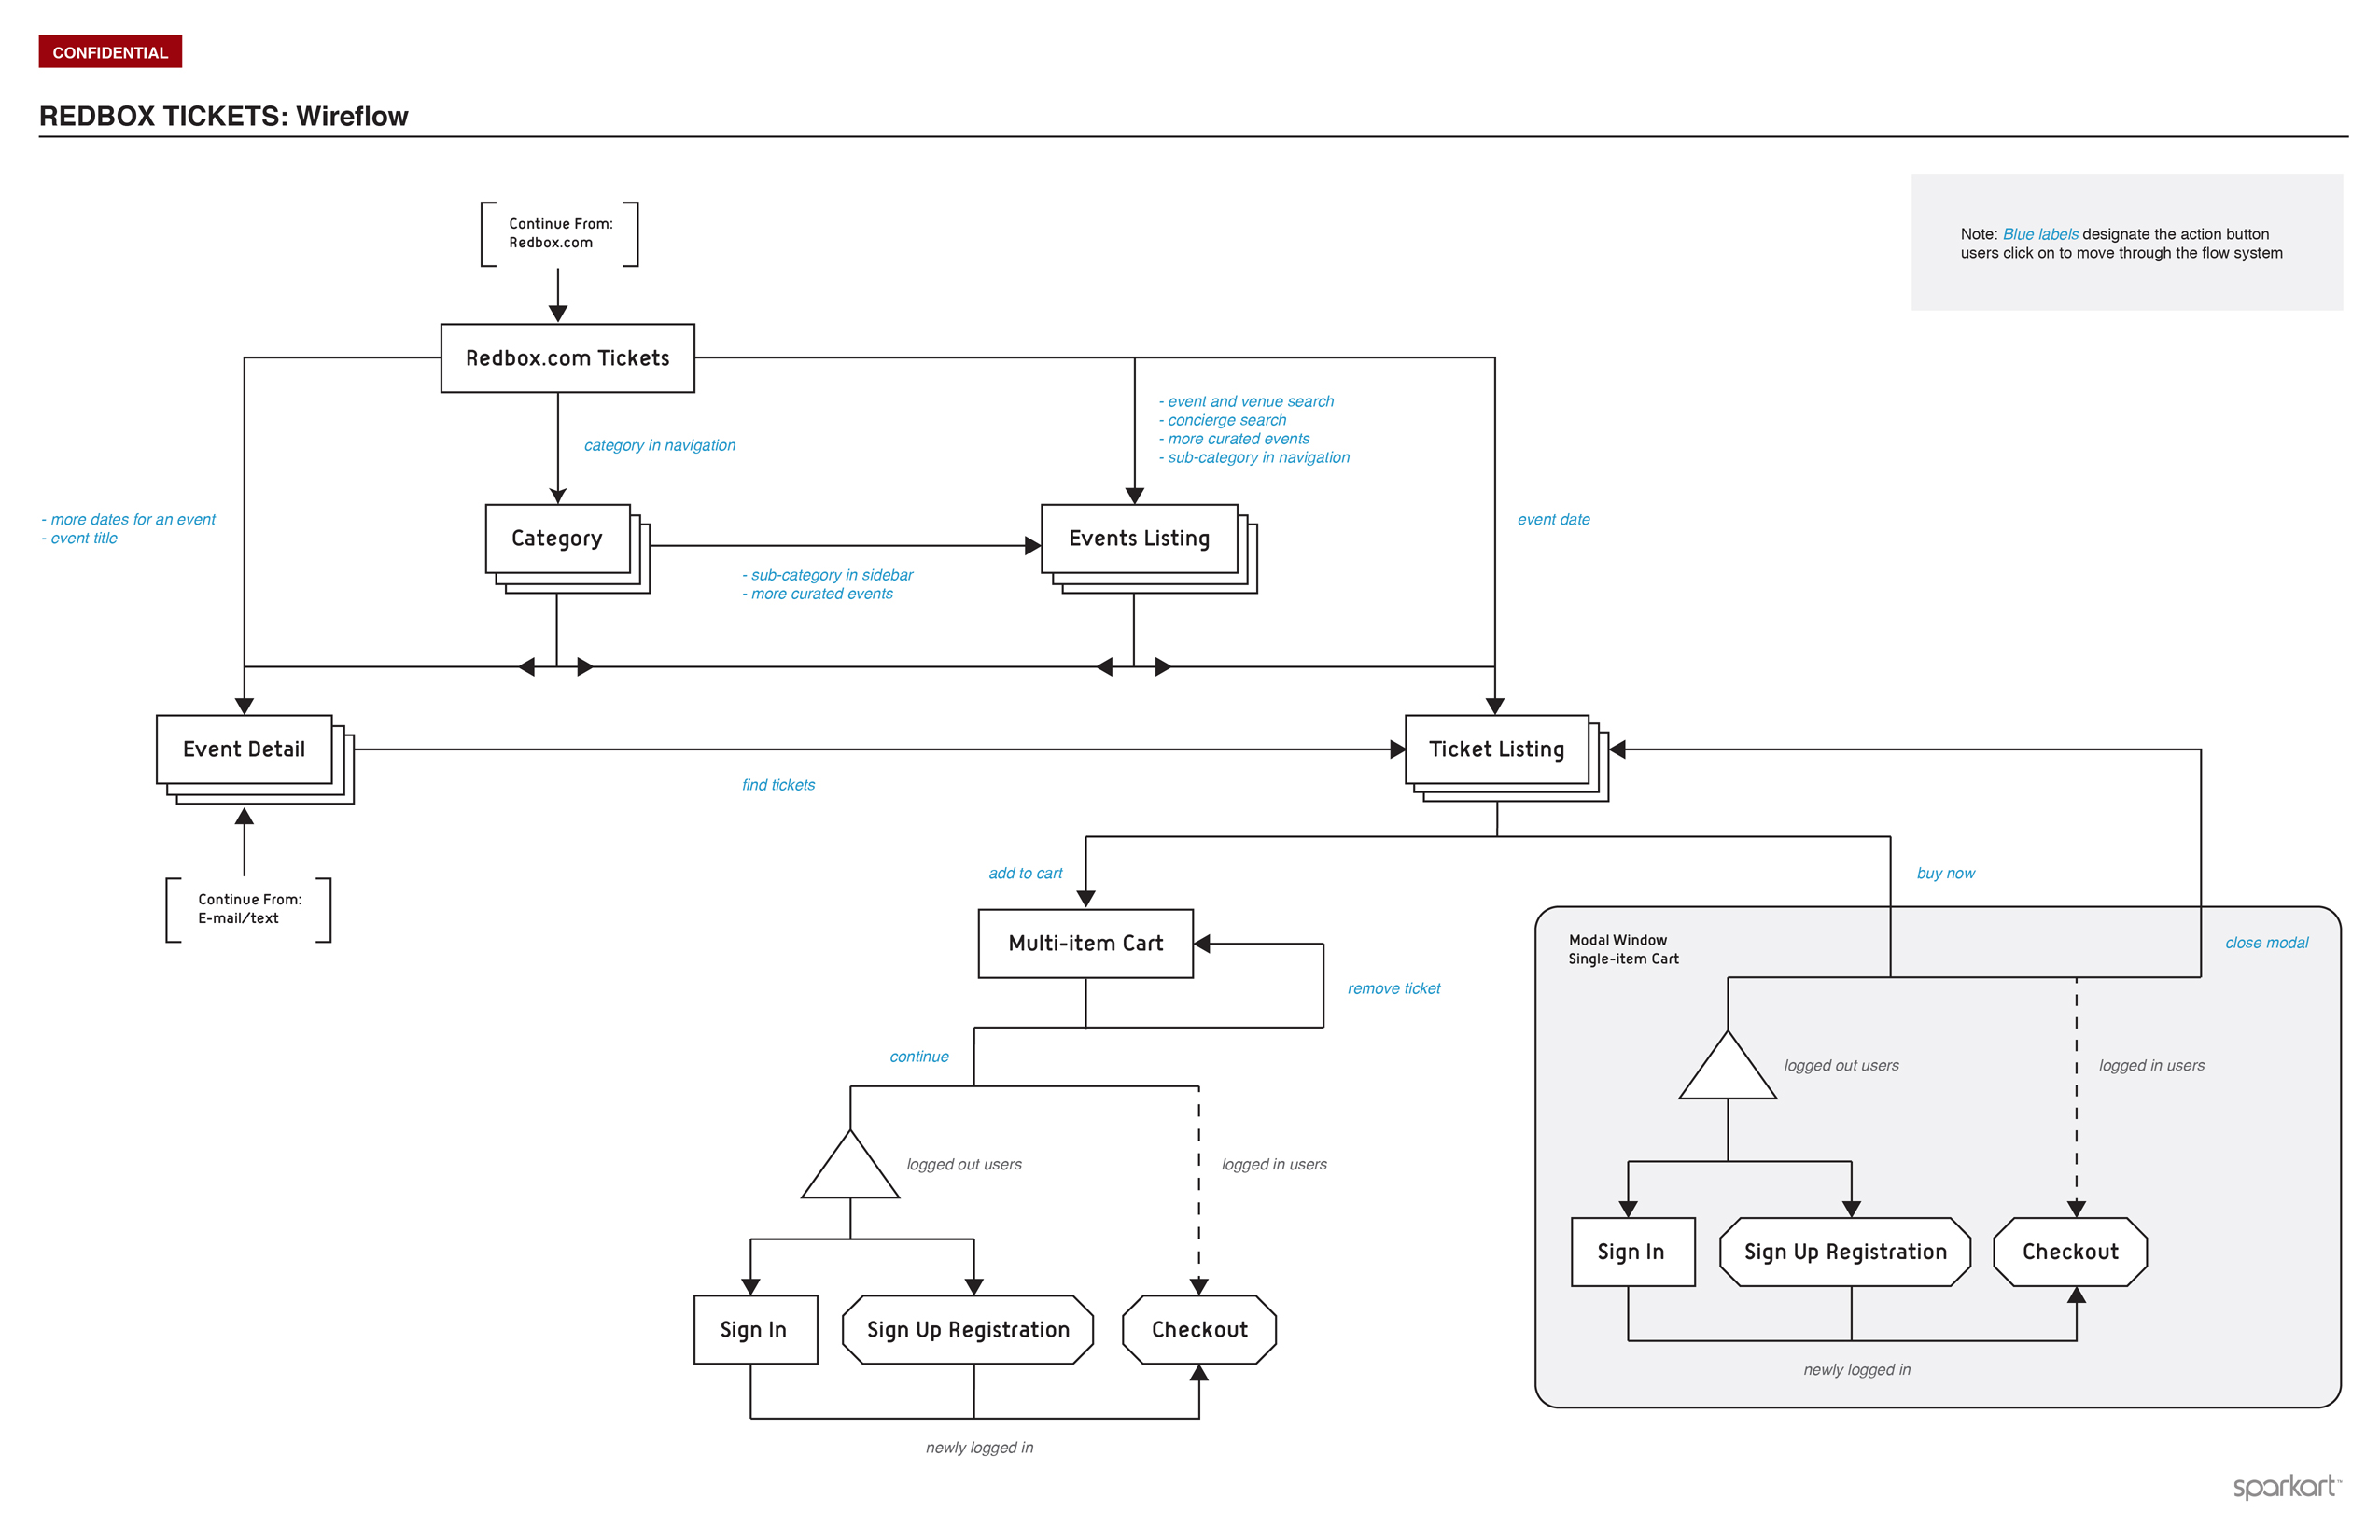 CONFIDENTIAL
REDBOX TICKETS: Wireflow
Note: Blue labels designate the action button
users click on to move through the flow system
Continue From:
Redbox.com
Redbox.com Tickets
- event and venue search
- concierge search
- more curated events
- sub-category in navigation
category in navigation
- more dates for an event
- event title
event date
Category
Events Listing
- sub-category in sidebar
- more curated events
Event Detail
Ticket Listing
find tickets
Continue From:
E-mail/text
add to cart
buy now
Multi-item Cart
remove ticket
Modal Window
Single-item Cart
close modal
continue
logged out users
logged in users
logged out users
logged in users
Sign In
Sign Up Registration
Checkout
newly logged in
Sign In
Sign Up Registration
Checkout
newly logged in
sparkart™